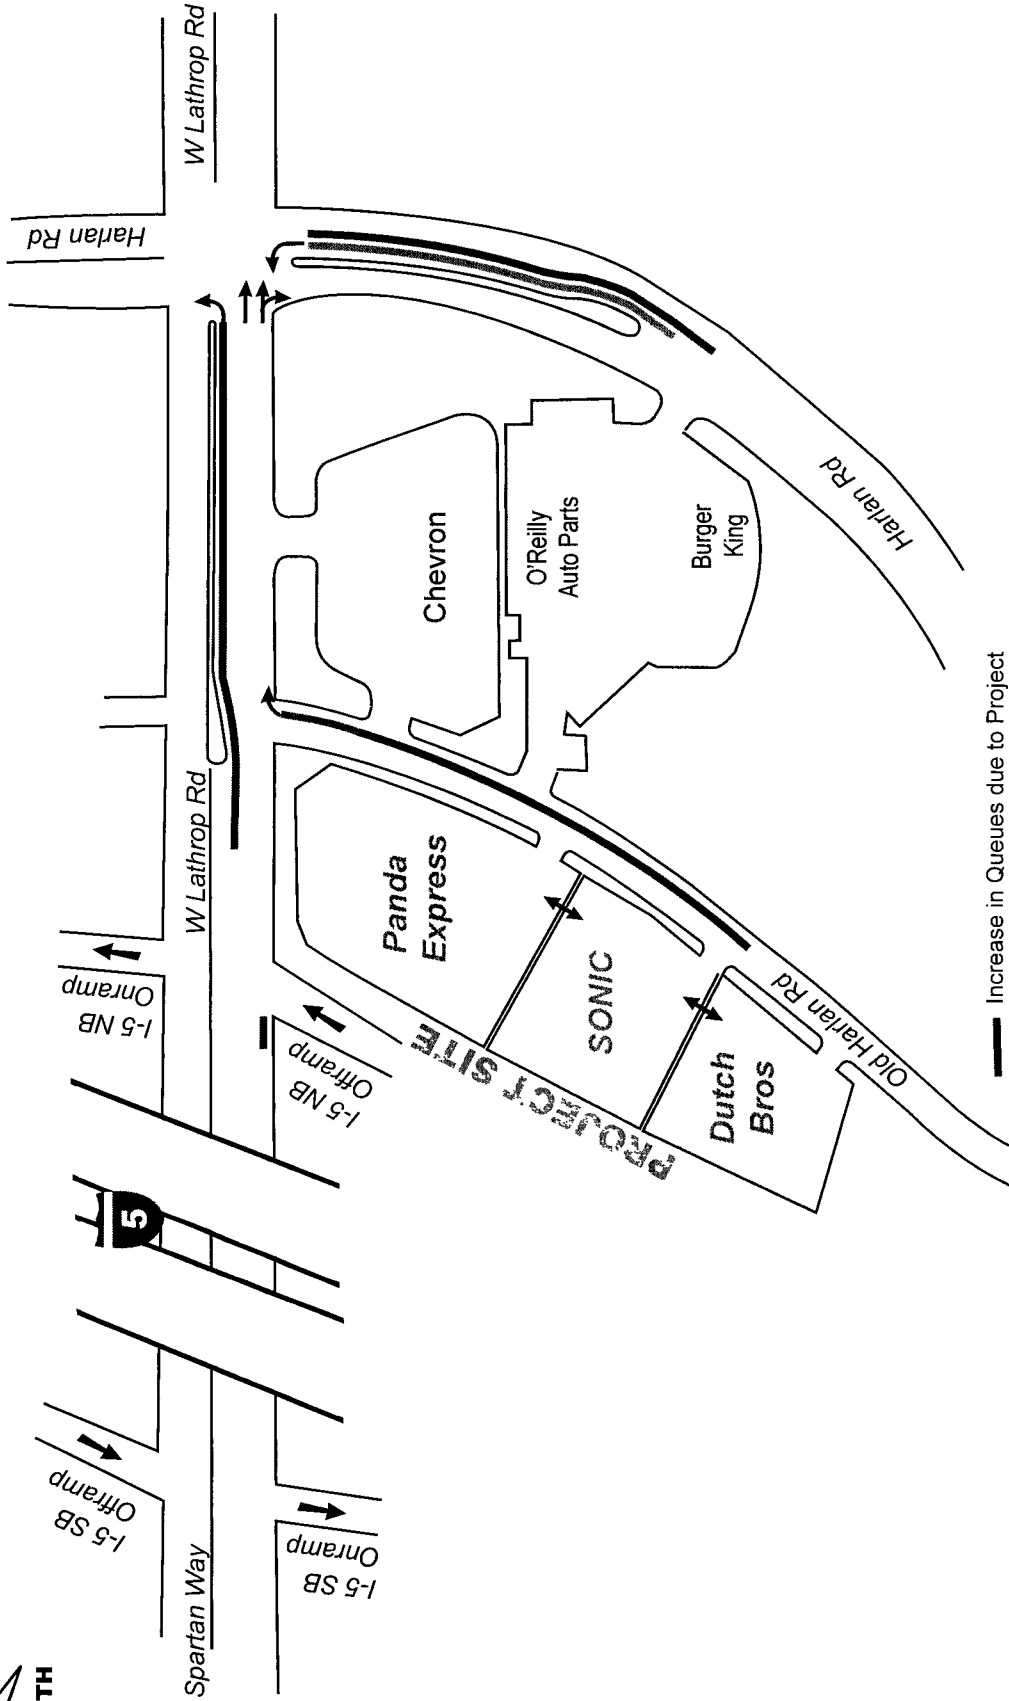 TH
Spartan Way
I-5 SB
Offramp
I-5 SB
Onramp
5
I-5 NB
Onramp
I-5 NB
Offramp
W Lathrop Rd
W Lathrop Rd
Harlan Rd
PROJECT SITE
Panda
Express
SONIC
Dutch
Bros
Old Harlan Rd
Chevron
O'Reilly
Auto Parts
Burger
King
Harlan Rd
Increase in Queues due to Project